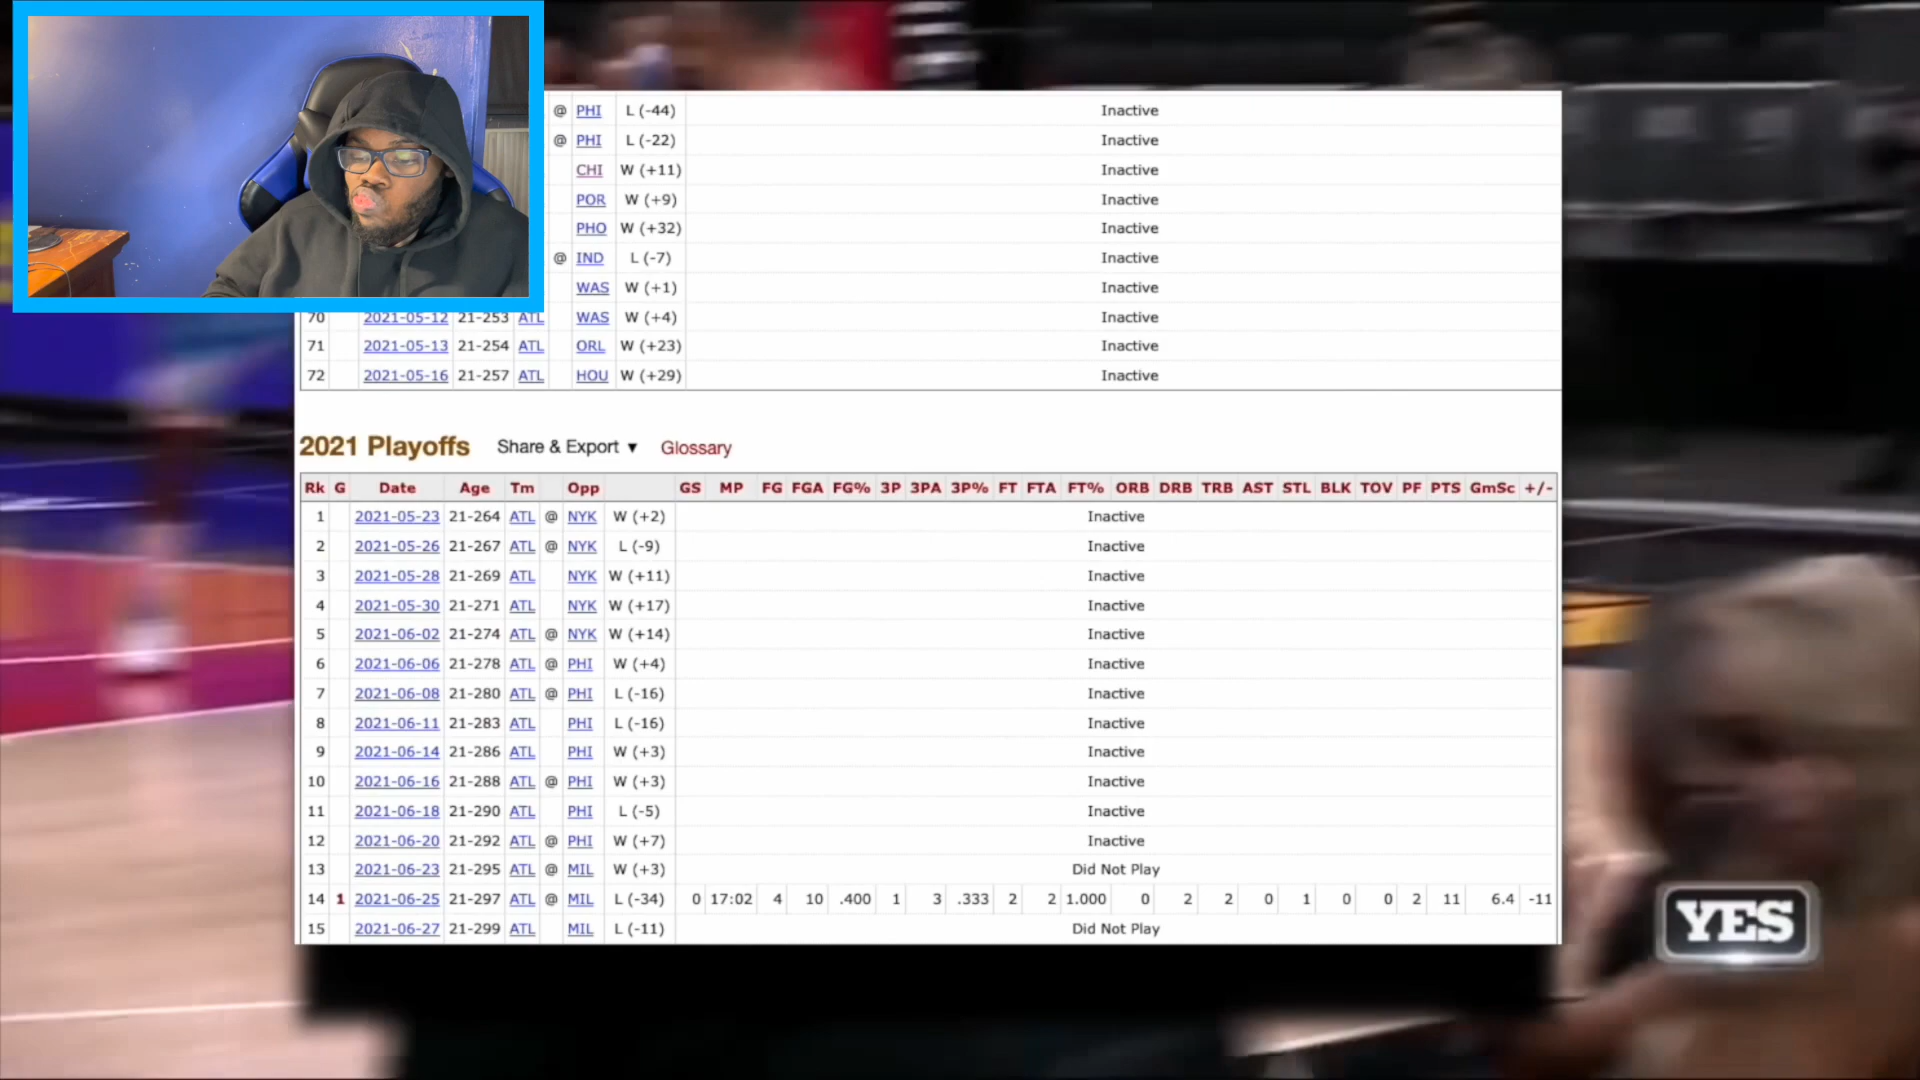 @ PHI L (-44) Inactive
@ PHI L (-22) Inactive
CHI W (+11) Inactive
POR W (+9) Inactive
PHO W (+32) Inactive
@ IND L (-7) Inactive
WAS W (+1) Inactive
70 2021-05-12 21-253 ATL WAS W (+4) Inactive
71 2021-05-13 21-254 ATL ORL W (+23) Inactive
72 2021-05-16 21-257 ATL HOU W (+29) Inactive
2021 Playoffs Share & Export ▼ Glossary
Rk G Date Age Tm Opp GS MP FG FGA FG% 3P 3PA 3P% FT FTA FT% ORB DRB TRB AST STL BLK TOV PF PTS GmSc +/-
1 2021-05-23 21-264 ATL @ NYK W (+2) Inactive
2 2021-05-26 21-267 ATL @ NYK L (-9) Inactive
3 2021-05-28 21-269 ATL NYK W (+11) Inactive
4 2021-05-30 21-271 ATL NYK W (+17) Inactive
5 2021-06-02 21-274 ATL @ NYK W (+14) Inactive
6 2021-06-06 21-278 ATL @ PHI W (+4) Inactive
7 2021-06-08 21-280 ATL @ PHI L (-16) Inactive
8 2021-06-11 21-283 ATL PHI L (-16) Inactive
9 2021-06-14 21-286 ATL PHI W (+3) Inactive
10 2021-06-16 21-288 ATL @ PHI W (+3) Inactive
11 2021-06-18 21-290 ATL PHI L (-5) Inactive
12 2021-06-20 21-292 ATL @ PHI W (+7) Inactive
13 2021-06-23 21-295 ATL @ MIL W (+3) Did Not Play
14 1 2021-06-25 21-297 ATL @ MIL L (-34) 0 17:02 4 10 .400 1 3 .333 2 2 1.000 0 2 2 0 1 0 0 2 11 6.4 -11
15 2021-06-27 21-299 ATL MIL L (-11) Did Not Play
YES